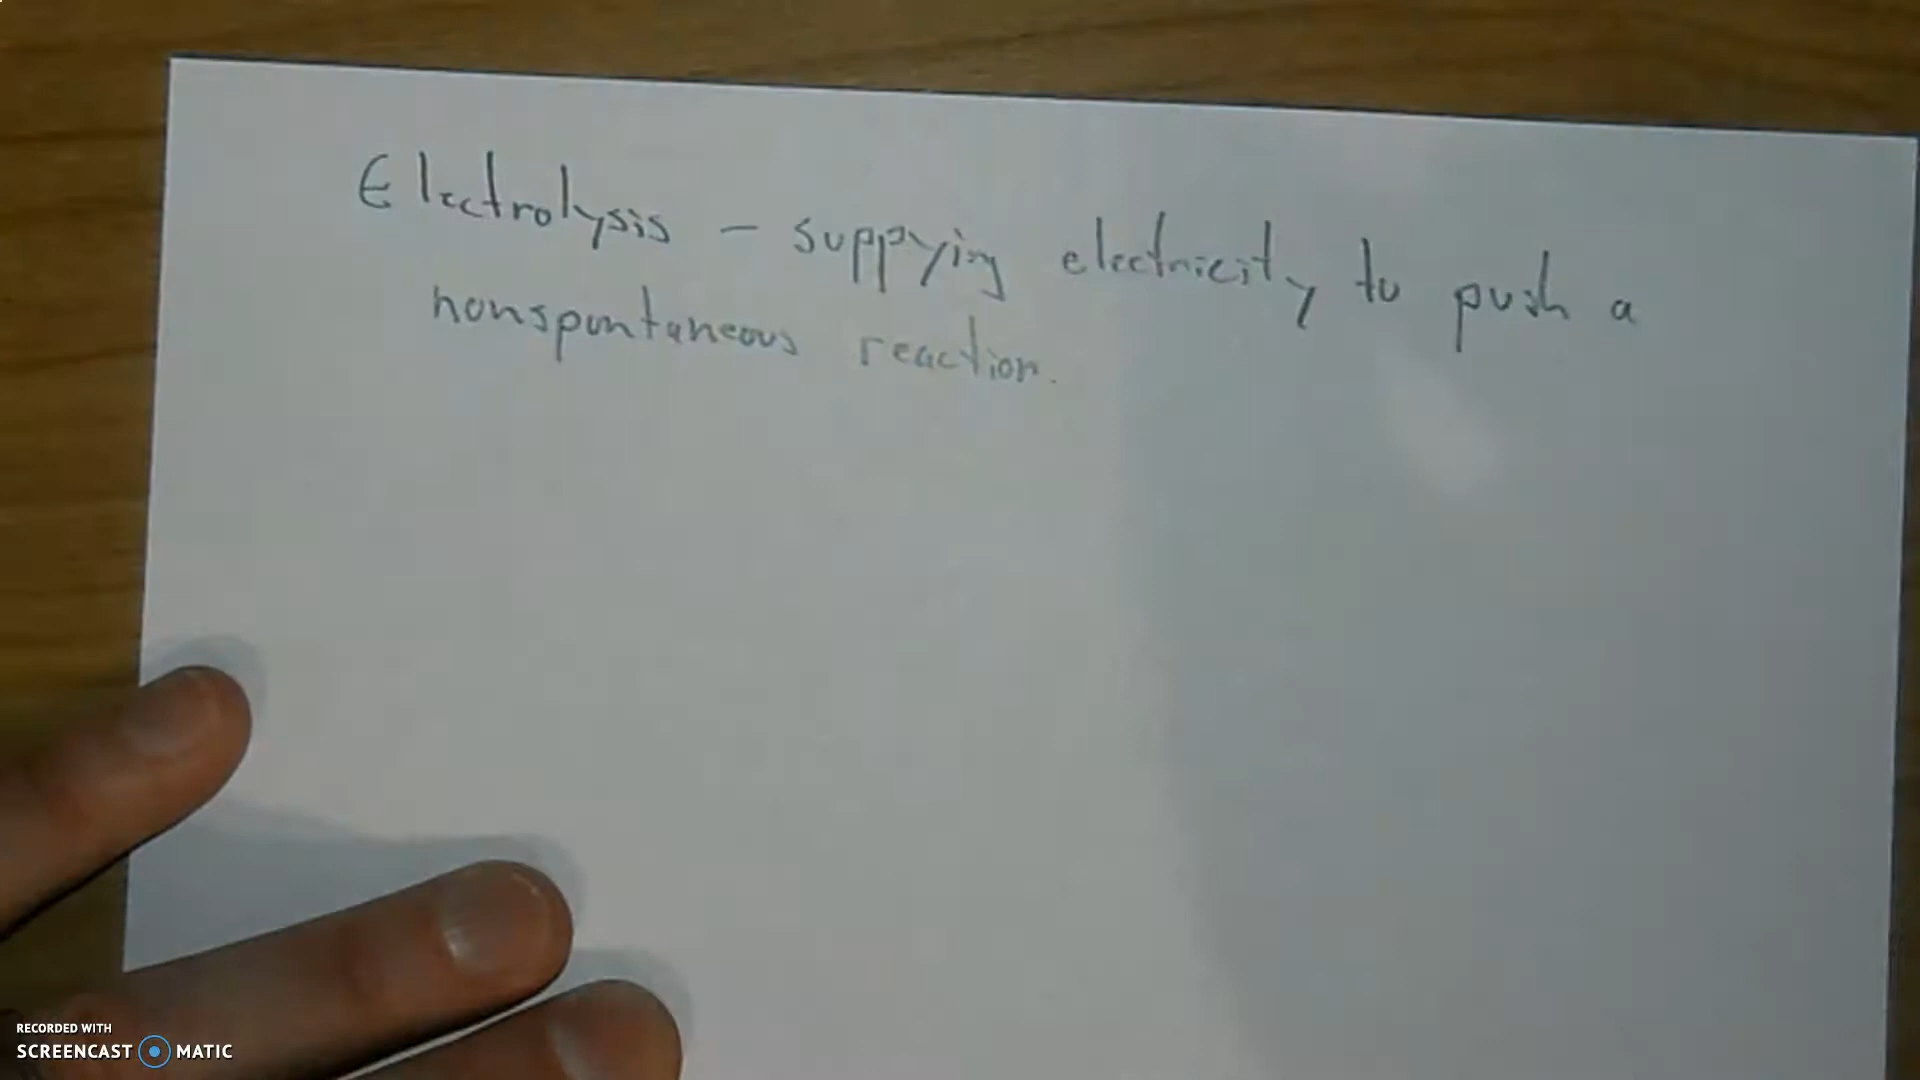 Electrolysis - suppying electricity to push a
nonspontaneous reaction.
RECORDED WITH
SCREENCAST MATIC